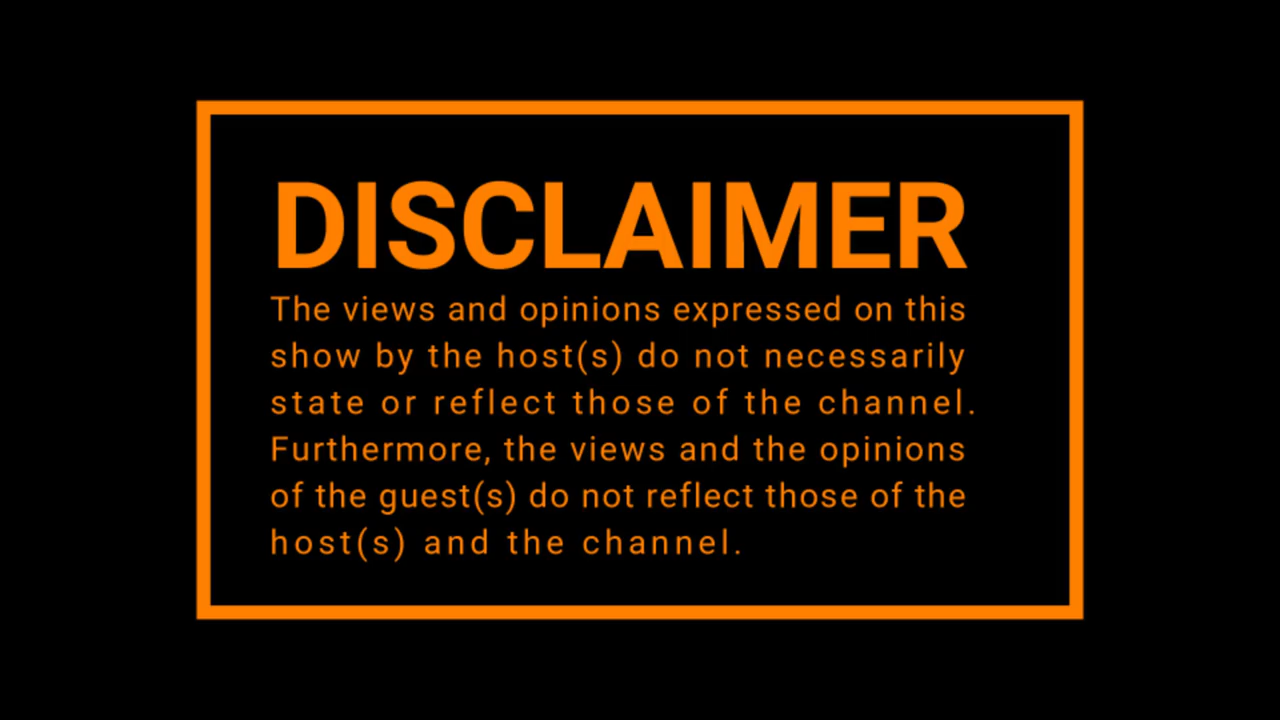 DISCLAIMER
The views and opinions expressed on this
show by the host(s) do not necessarily
state or reflect those of the channel.
Furthermore, the views and the opinions
of the guest(s) do not reflect those of the
host(s) and the channel.